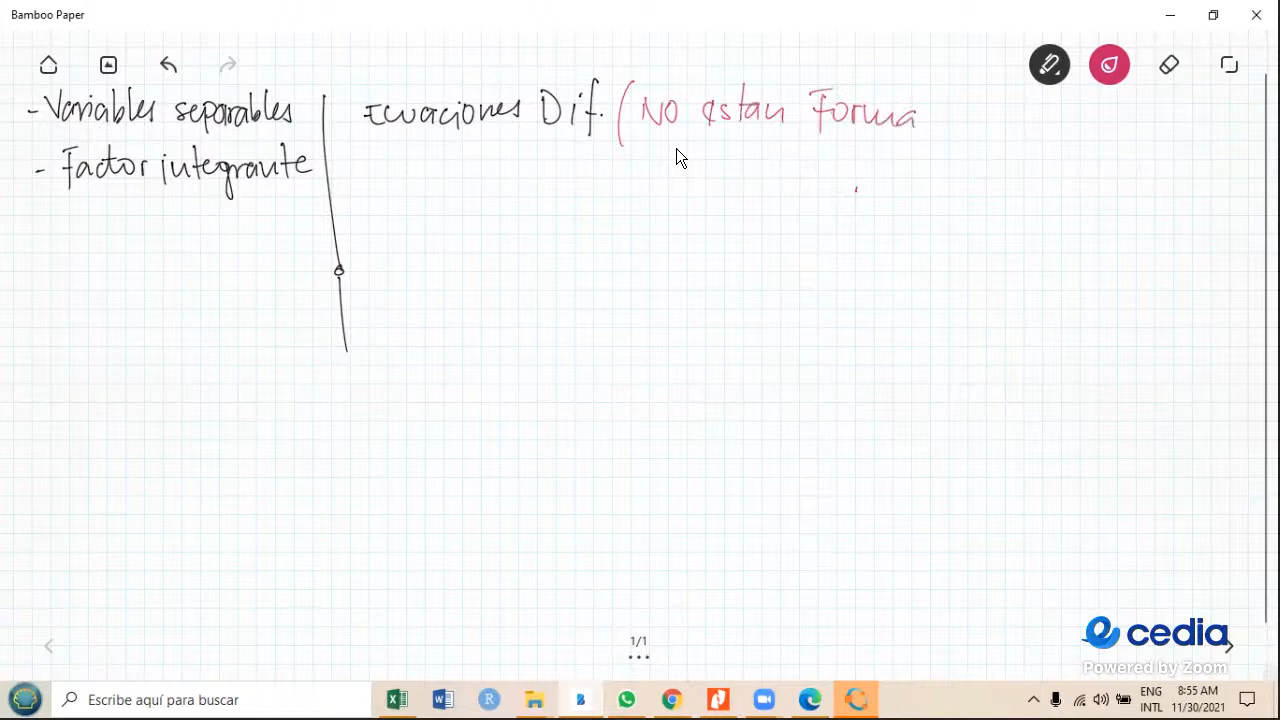 Bamboo Paper
- Variables separables
- Factor integrante
Ecuaciones Dif. (No estan Forma
cedia
Powered by Zoom
1/1
Escribe aquí para buscar
ENG
INTL
8:55 AM
11/30/2021